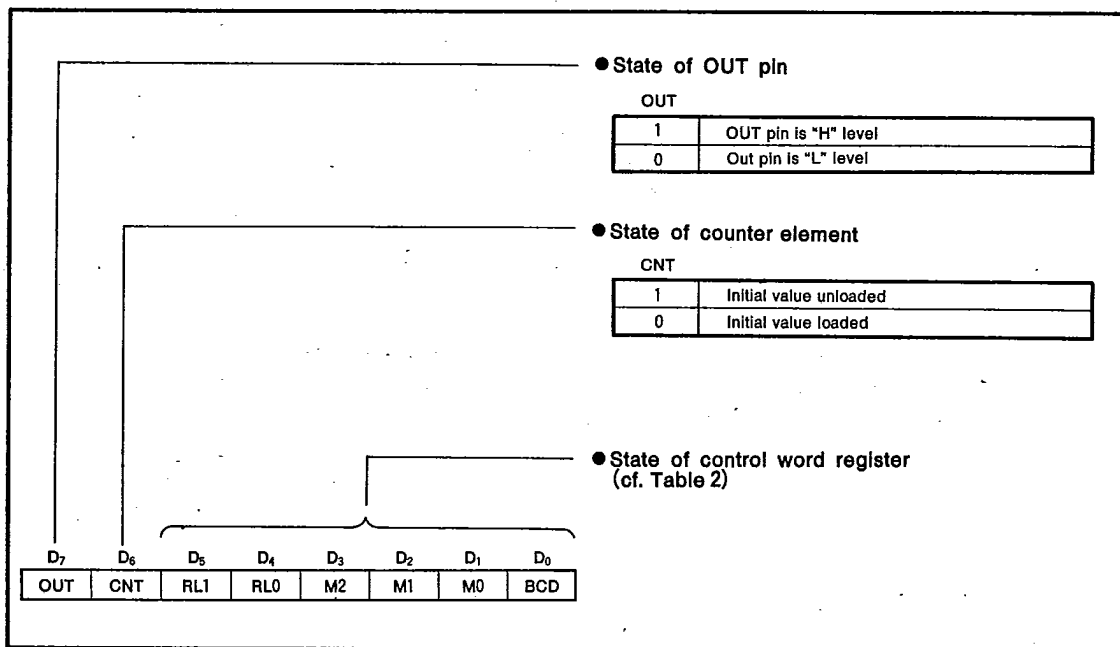 ● State of OUT pin
OUT
1 OUT pin is "H" level
0 Out pin is "L" level
● State of counter element
CNT
1 Initial value unloaded
0 Initial value loaded
● State of control word register
(cf. Table 2)
D₇ D₆ D₅ D₄ D₃ D₂ D₁ D₀
OUT CNT RL1 RL0 M2 M1 M0 BCD